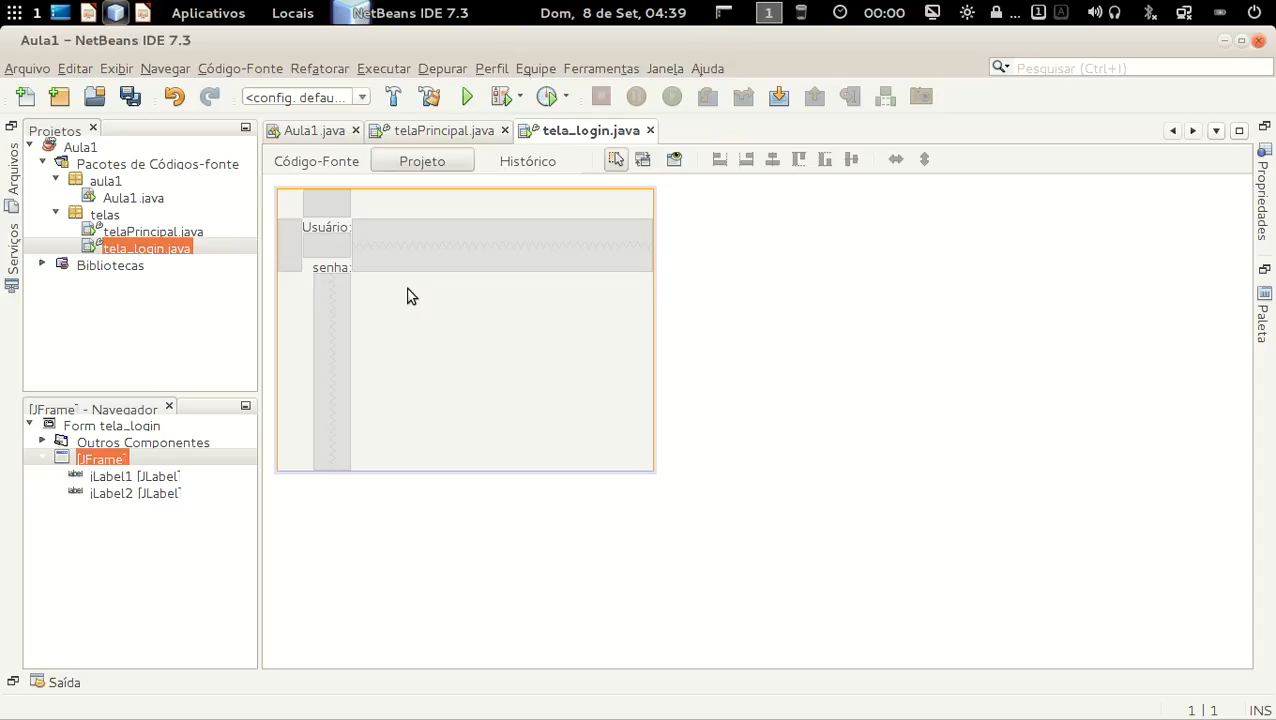 1 Aplicativos Locais NetBeans IDE 7.3 Dom, 8 de Set, 04:39 1 00:00 ... 1 A
Aula1 – NetBeans IDE 7.3
Arquivo Editar Exibir Navegar Código-Fonte Refatorar Executar Depurar Perfil Equipe Ferramentas Janela Ajuda Pesquisar (Ctrl+I)
<config. defau...
Projetos Aula1.java telaPrincipal.java tela_login.java
Aula1
Código-Fonte Projeto Histórico
Pacotes de Códigos-fonte
aula1
Aula1.java
telas
telaPrincipal.java
tela_login.java
Bibliotecas
Usuário:
senha:
Arquivos
Serviços
Propriedades
Paleta
[JFrame] - Navegador
Form tela_login
Outros Componentes
[JFrame]
jLabel1 [JLabel]
jLabel2 [JLabel]
Saída
1 | 1 INS